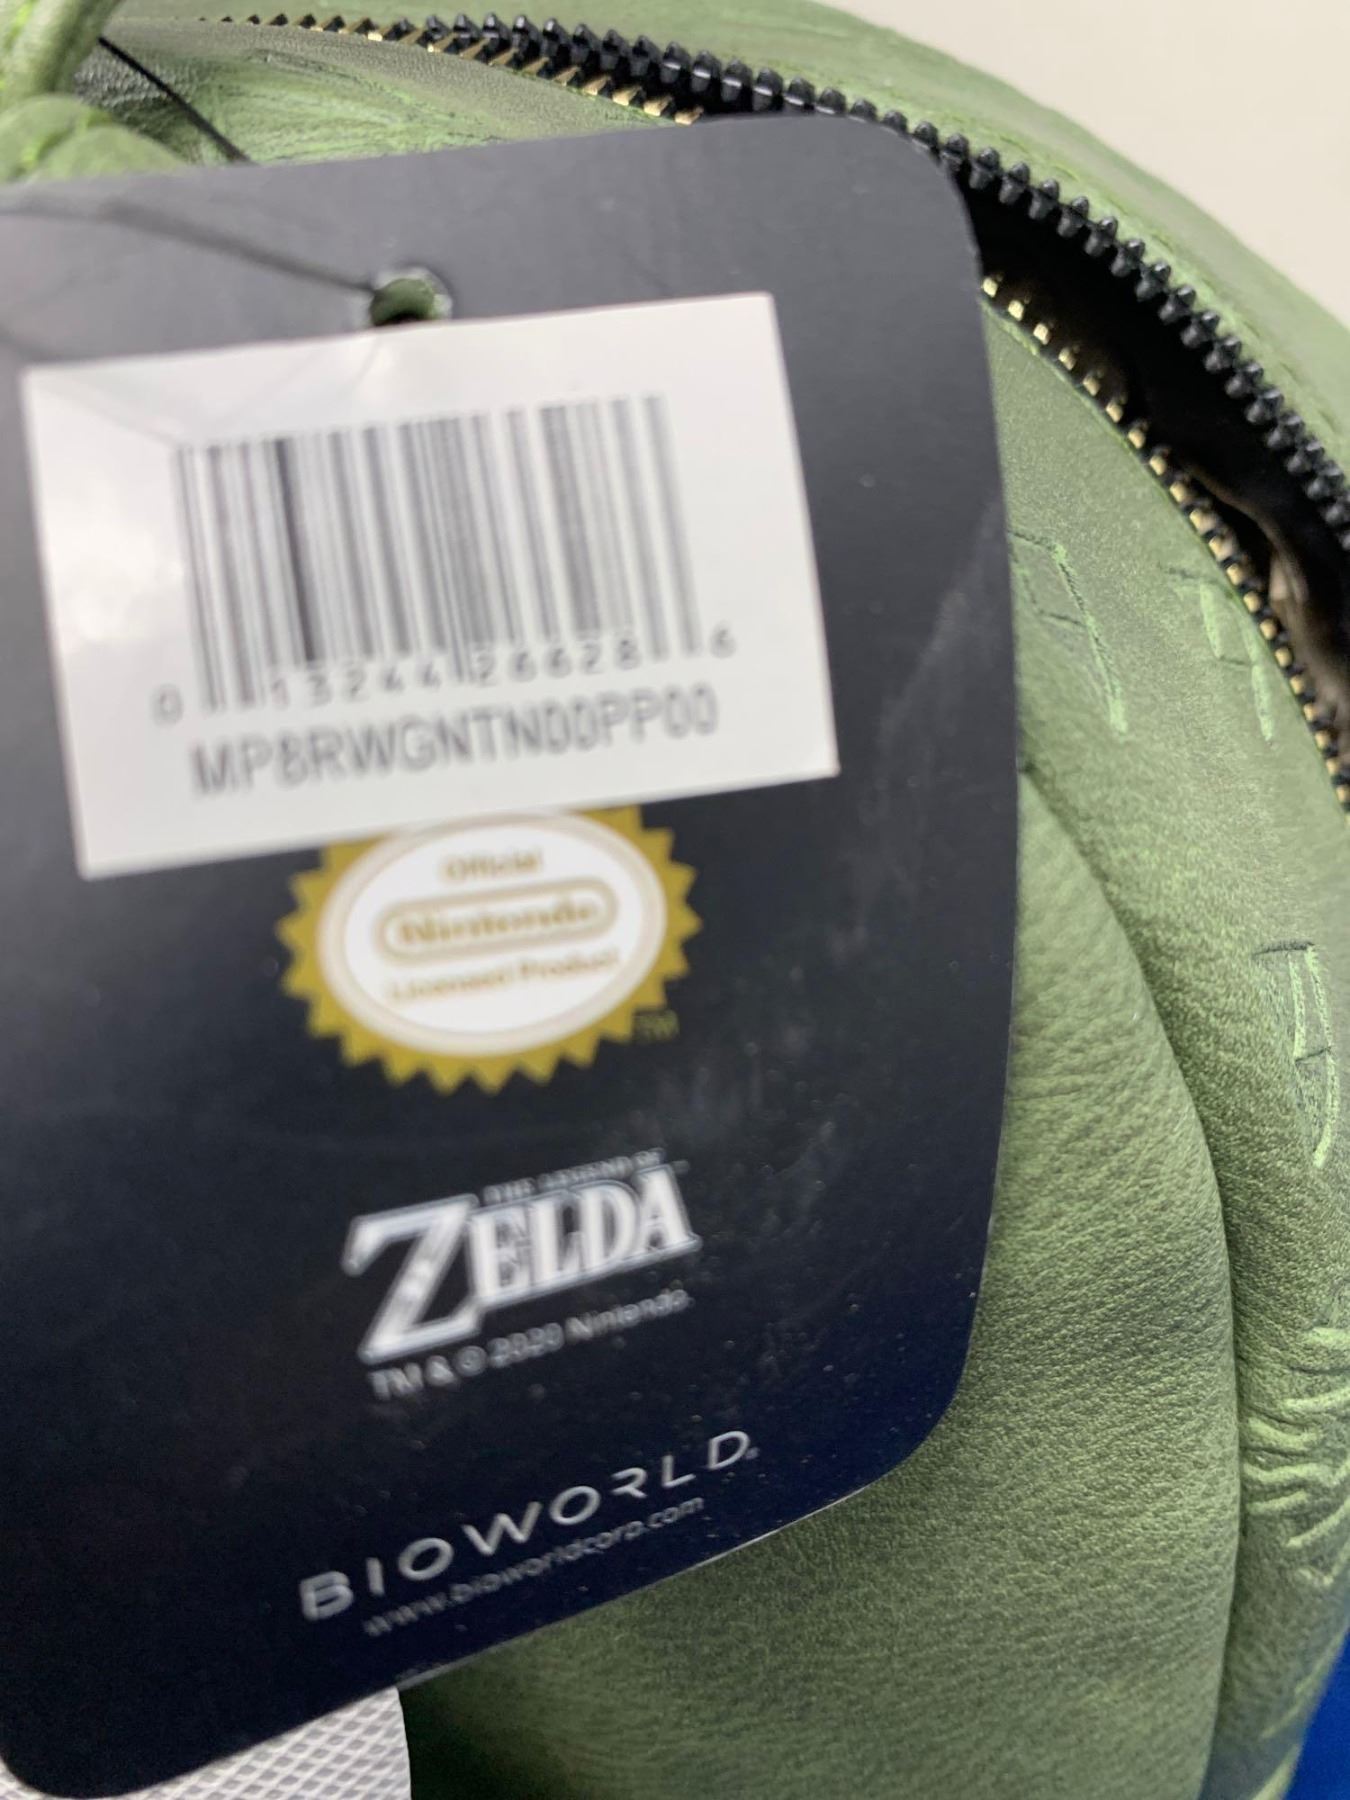 0 13244 26628 6
MP8RWGNTN00PP00
Official
Nintendo
Licensed Product
TM
THE LEGEND OF
ZELDA
TM & © 2020 Nintendo.
BIOWORLD
www.bioworldcorp.com